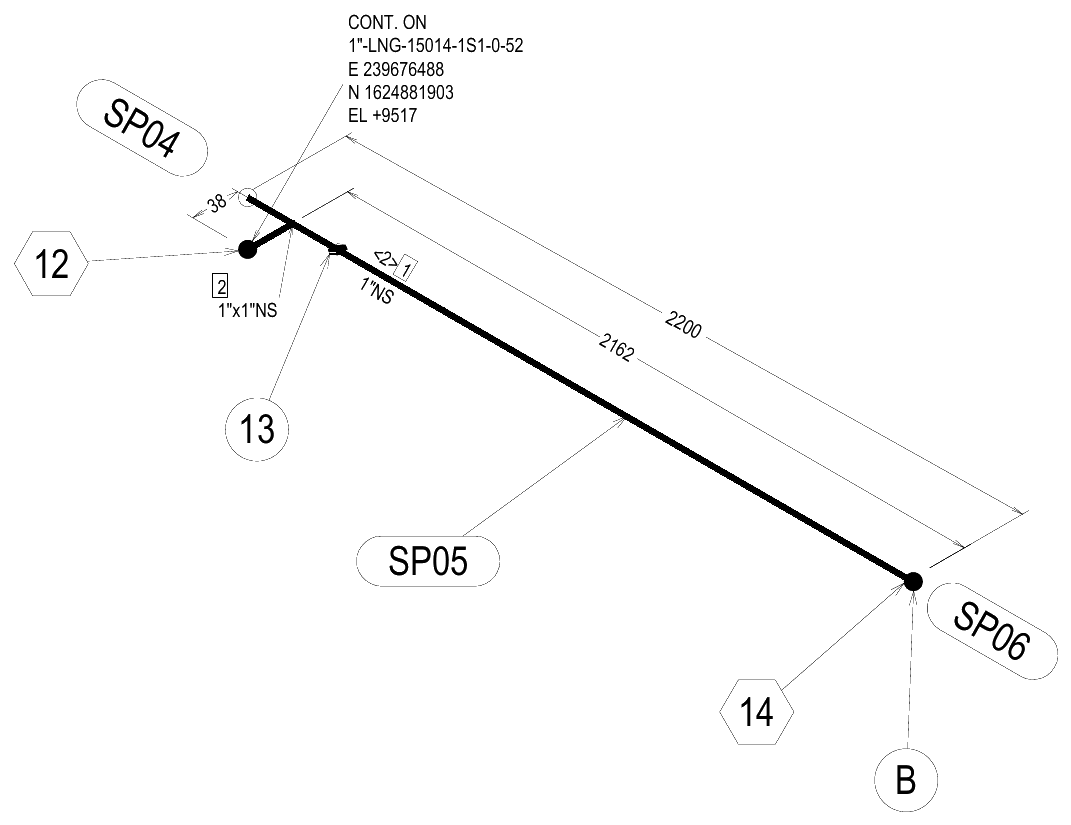 CONT. ON
1"-LNG-15014-1S1-0-52
E 239676488
N 1624881903
EL +9517
SP04
38
12
<2> 1
1"NS
2
1"x1"NS
2200
2162
13
SP05
SP06
14
B